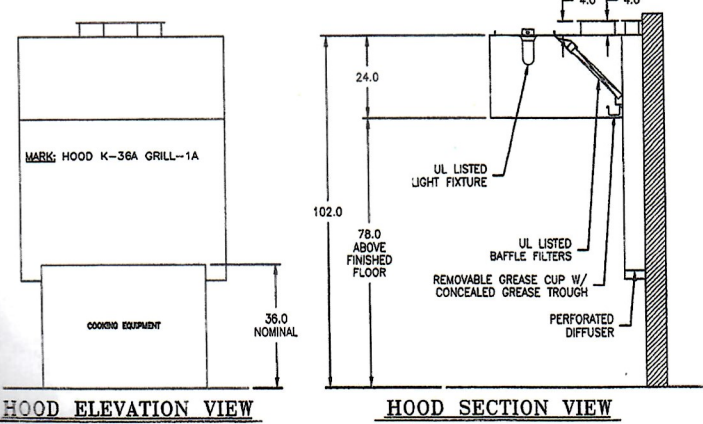 4.0 4.0
24.0
MARK: HOOD K-36A GRILL-1A
UL LISTED
LIGHT FIXTURE
102.0
78.0
ABOVE
FINISHED
FLOOR
UL LISTED
BAFFLE FILTERS
REMOVABLE GREASE CUP W/
CONCEALED GREASE TROUGH
PERFORATED
DIFFUSER
36.0
NOMINAL
COOKING EQUIPMENT
HOOD ELEVATION VIEW
HOOD SECTION VIEW